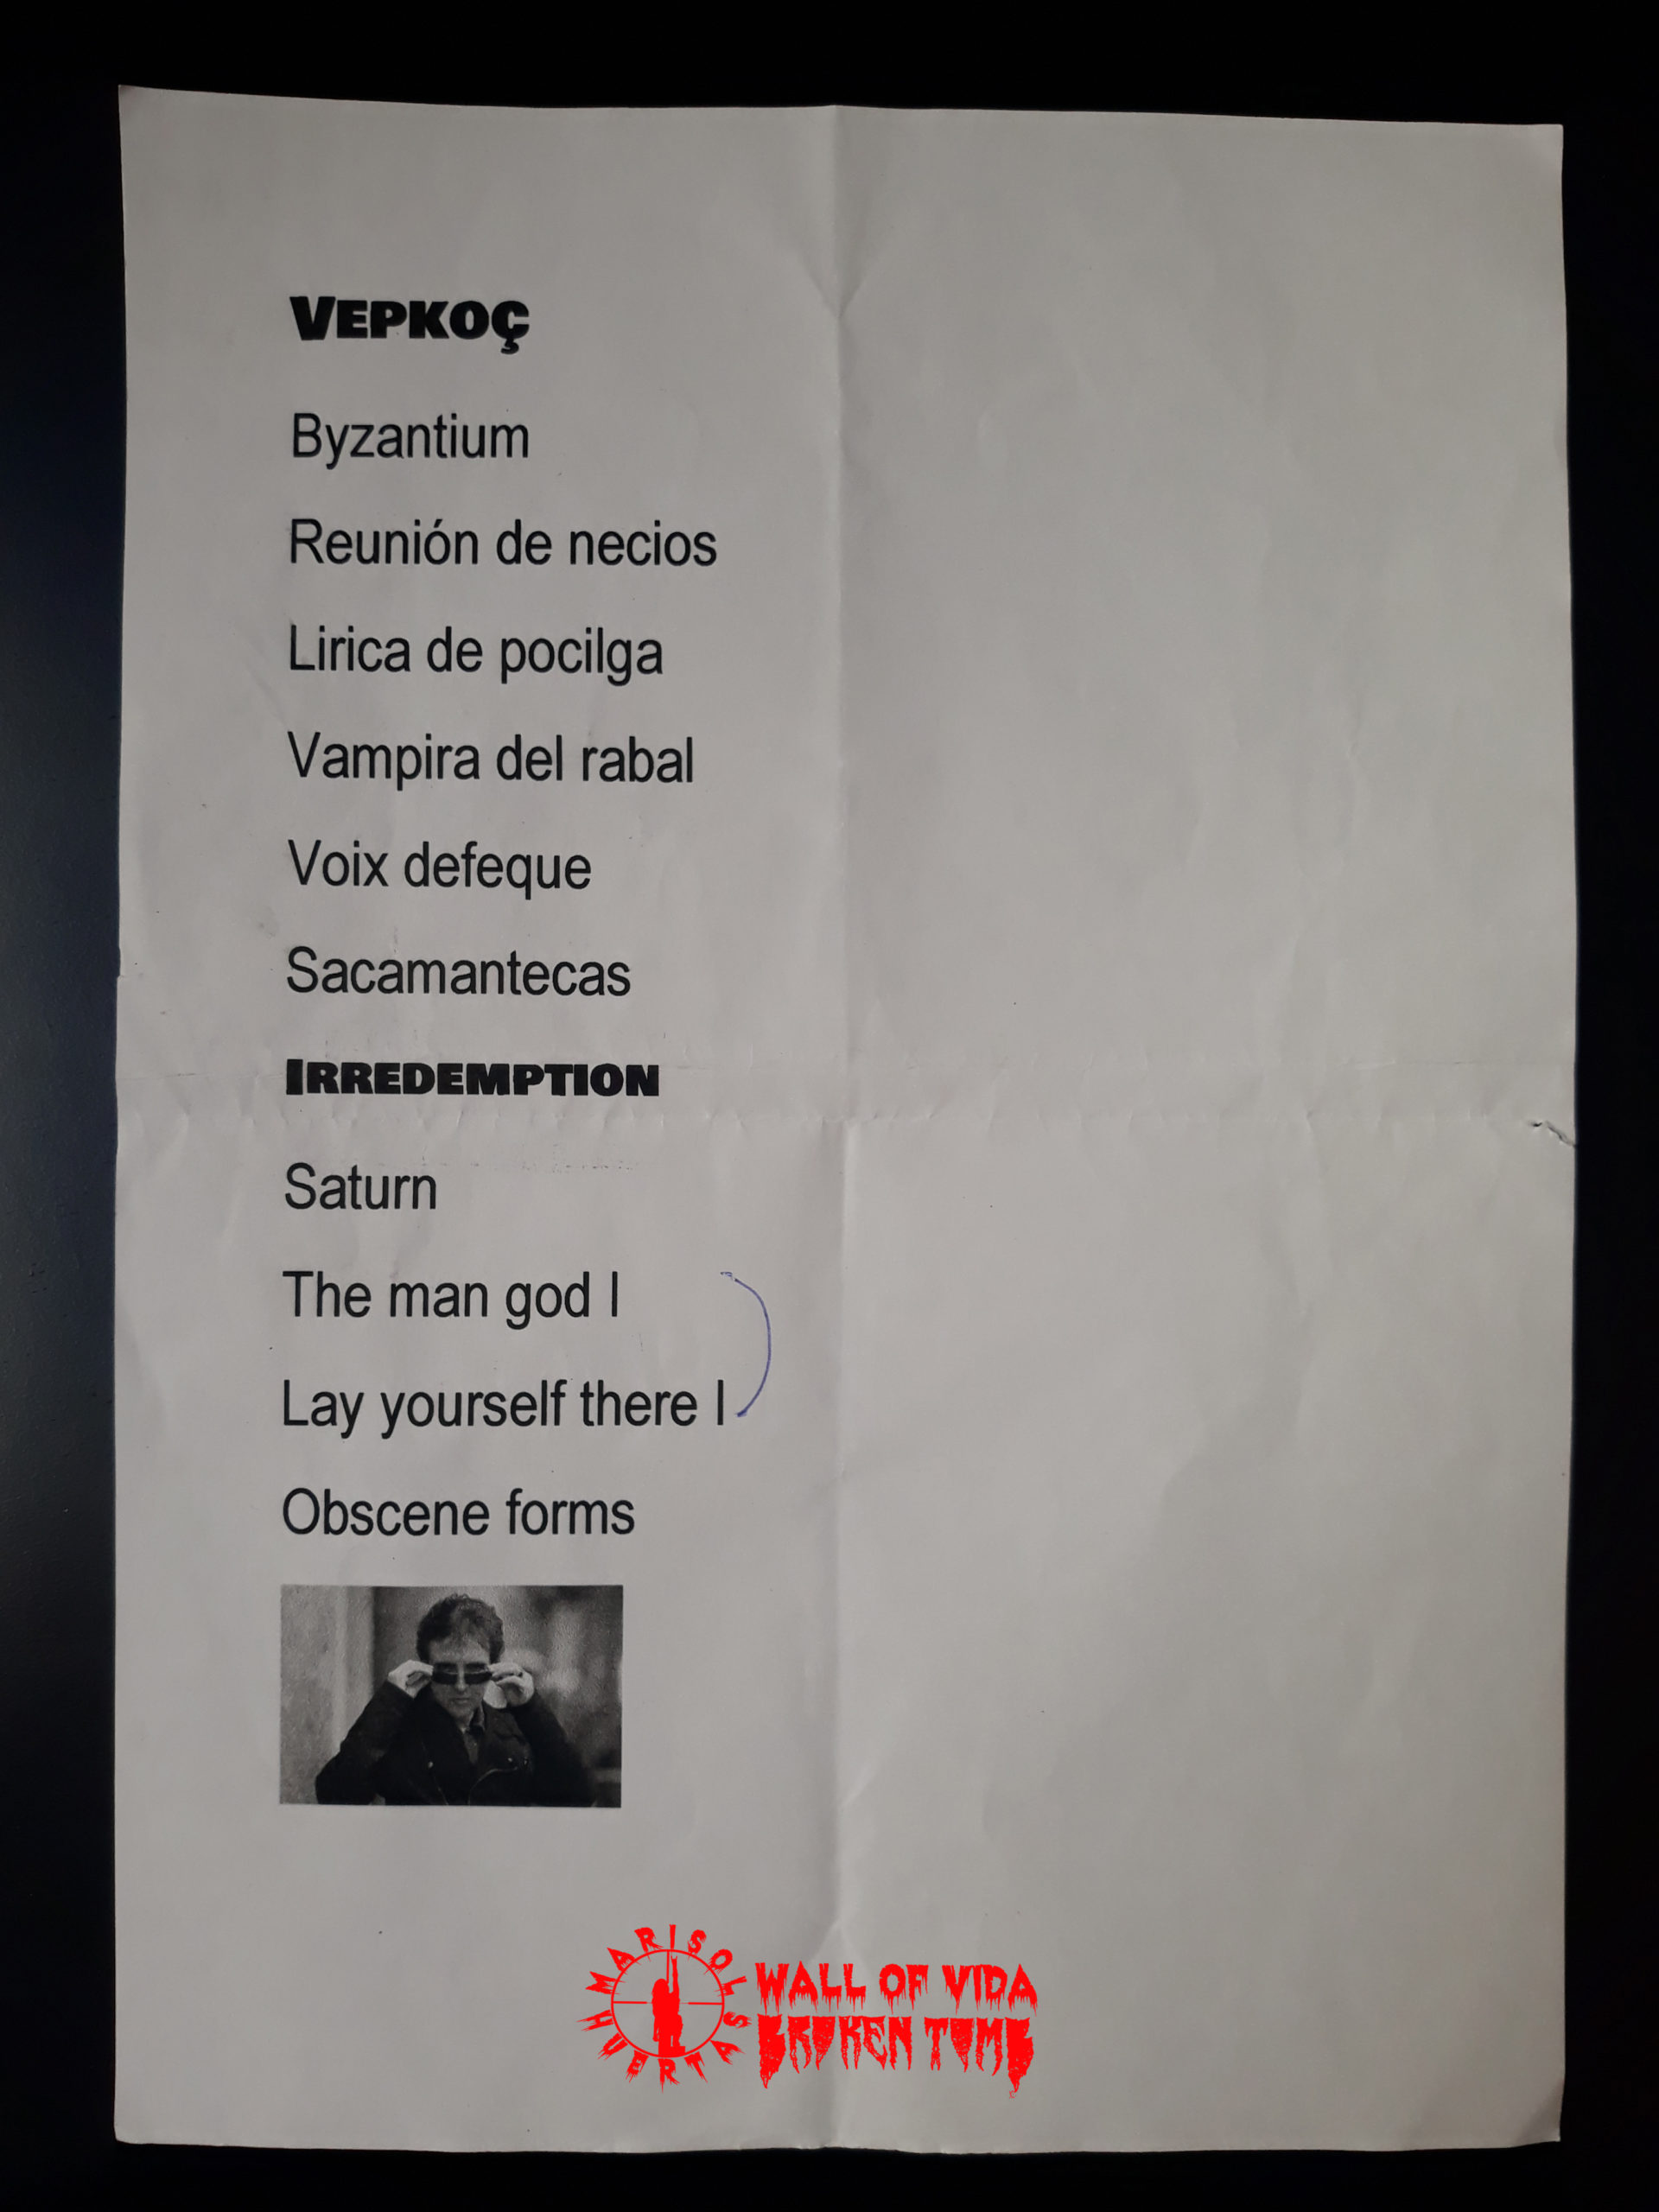 VEPKOÇ
Byzantium
Reunión de necios
Lirica de pocilga
Vampira del rabal
Voix defeque
Sacamantecas
IRREDEMPTION
Saturn
The man god I
Lay yourself there I
Obscene forms
MARISOL HUERTAS
WALL OF VIDA
BROKEN TOMB